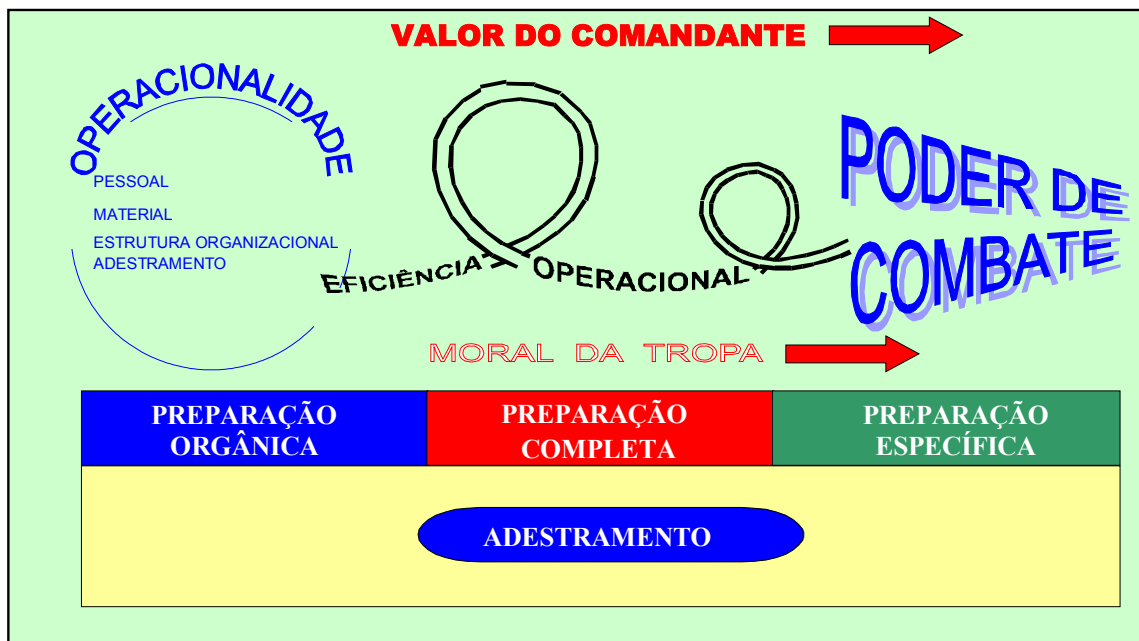 VALOR DO COMANDANTE
OPERACIONALIDADE
PESSOAL
MATERIAL
ESTRUTURA ORGANIZACIONAL
ADESTRAMENTO
EFICIÊNCIA OPERACIONAL
PODER DE
COMBATE
MORAL DA TROPA
PREPARAÇÃO
ORGÂNICA
PREPARAÇÃO
COMPLETA
PREPARAÇÃO
ESPECÍFICA
ADESTRAMENTO